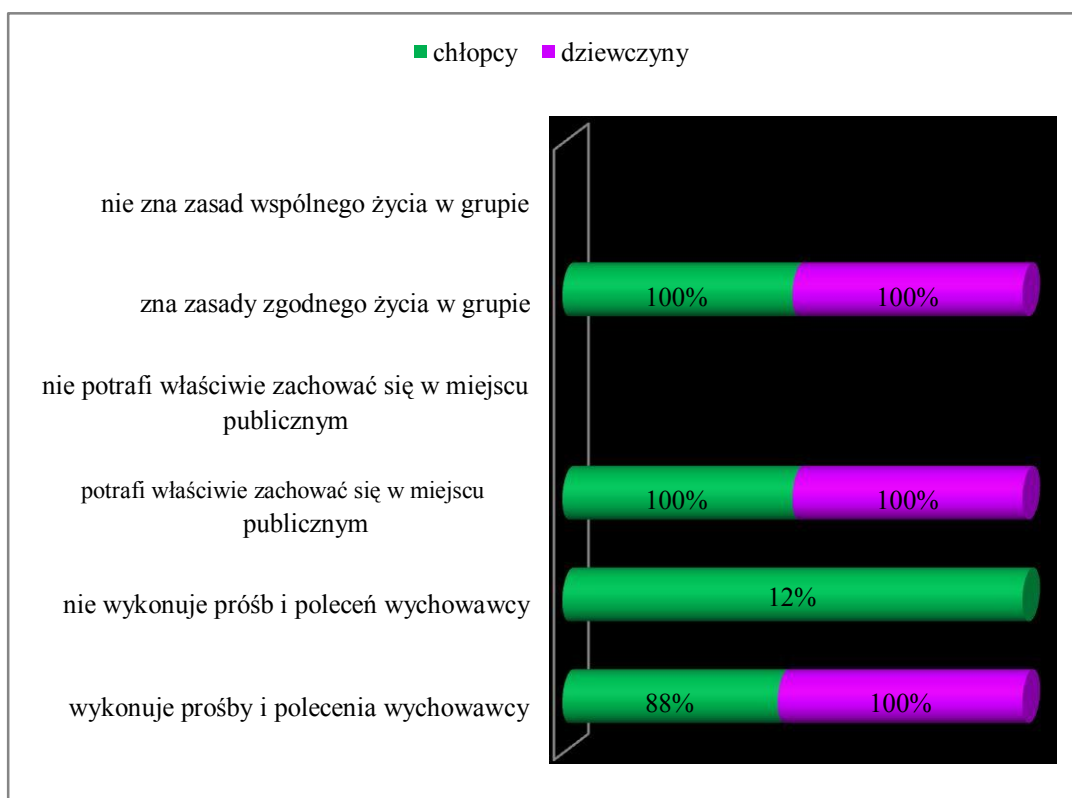 chłopcy dziewczyny
nie zna zasad wspólnego życia w grupie
zna zasady zgodnego życia w grupie
100% 100%
nie potrafi właściwie zachować się w miejscu
publicznym
potrafi właściwie zachować się w miejscu
publicznym
100% 100%
nie wykonuje próśb i poleceń wychowawcy
12%
wykonuje prośby i polecenia wychowawcy
88% 100%